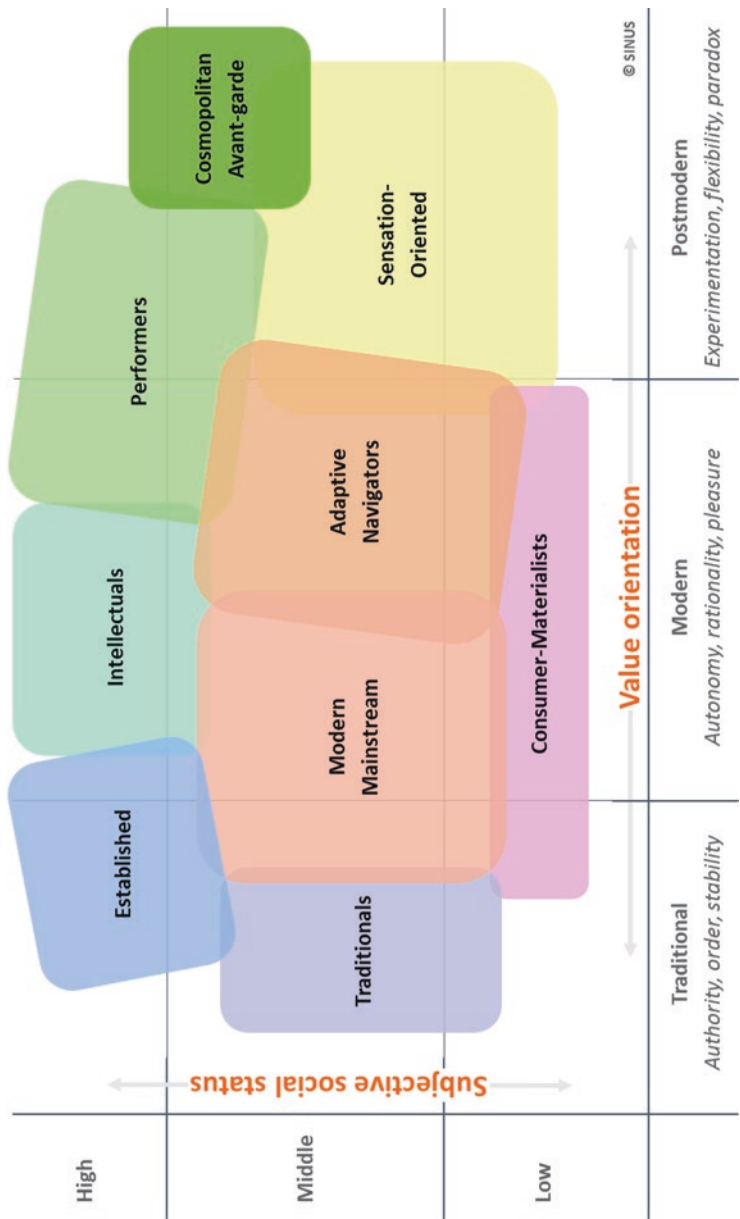 High
Middle
Low
Subjective social status
Established
Intellectuals
Performers
Cosmopolitan
Avant-garde
Traditionals
Modern
Mainstream
Adaptive
Navigators
Sensation-
Oriented
Consumer-Materialists
Value orientation
© SINUS
Traditional
Authority, order, stability
Modern
Autonomy, rationality, pleasure
Postmodern
Experimentation, flexibility, paradox